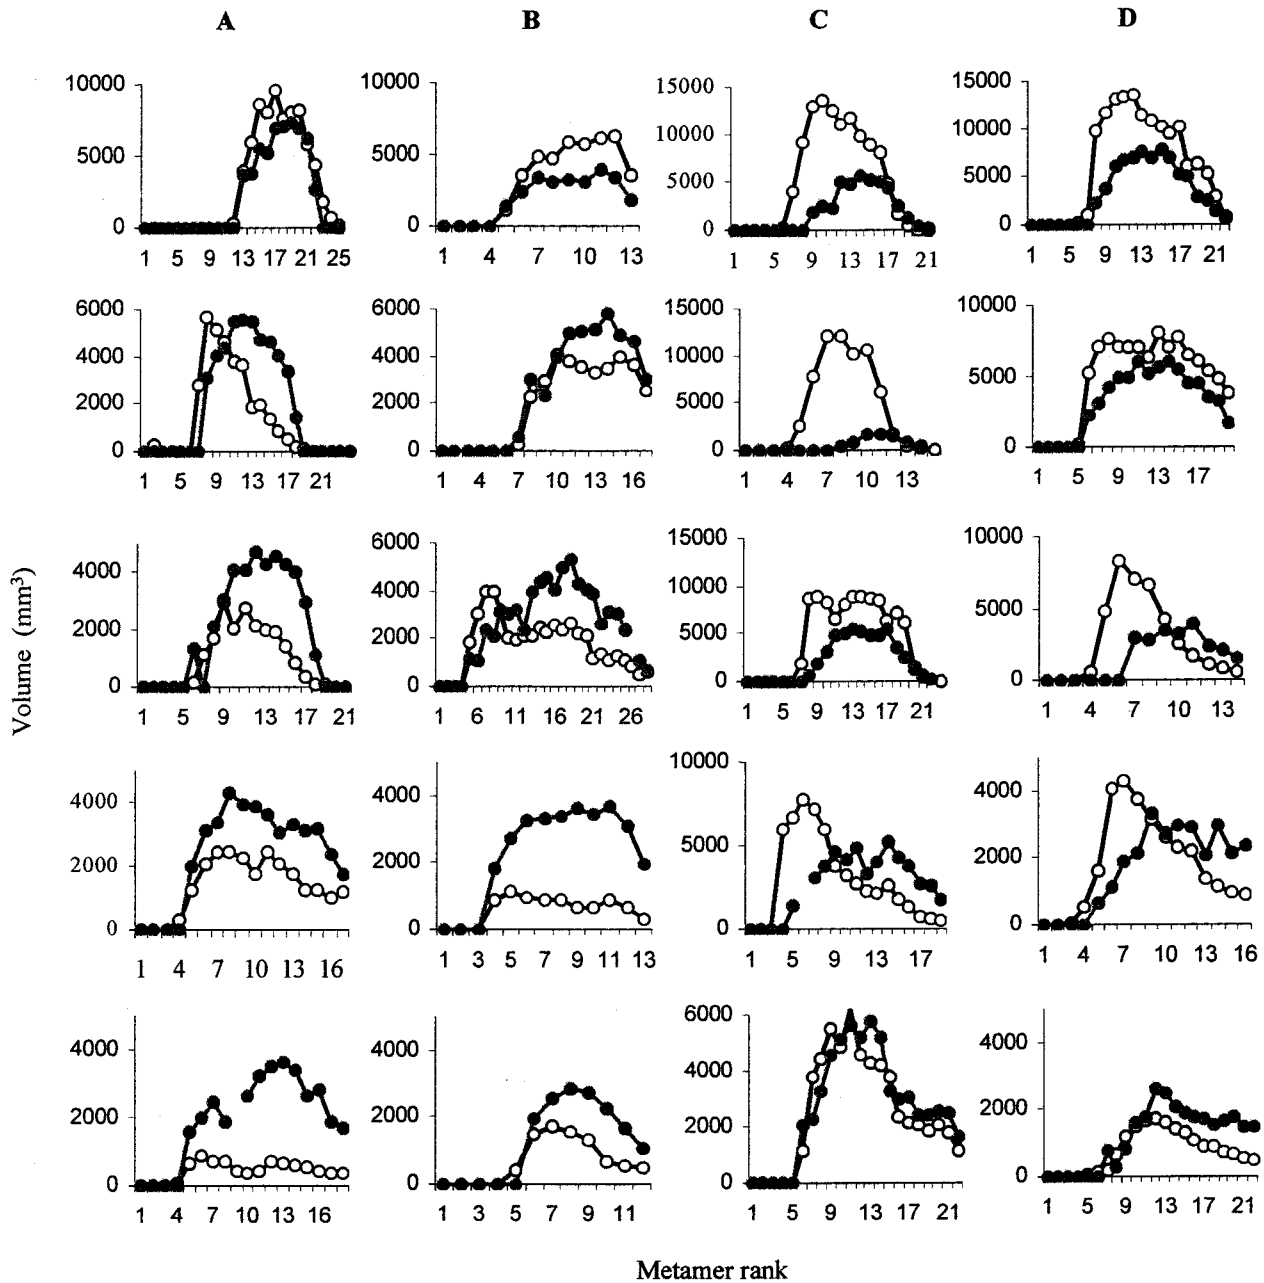 A B C D
10000 10000 15000 15000
5000 5000 10000 10000
5000 5000
0 0 0 0
1 5 9 13 17 21 25 1 4 7 10 13 1 5 9 13 17 21 1 5 9 13 17 21
6000 6000 15000 10000
4000 4000 10000 5000
2000 2000 5000
0 0 0 0
1 5 9 13 17 21 1 4 7 10 13 16 1 4 7 10 13 1 5 9 13 17
4000 6000 15000 10000
2000 4000 10000 5000
2000 5000
0 0 0 0
1 5 9 13 17 21 1 6 11 16 21 26 1 5 9 13 17 21 1 4 7 10 13
4000 4000 10000 4000
2000 2000 5000 2000
0 0 0 0
1 4 7 10 13 16 1 3 5 7 9 11 13 1 5 9 13 17 1 4 7 10 13 16
4000 4000 6000 4000
2000 2000 4000 2000
2000
0 0 0 0
1 4 7 10 13 16 1 3 5 7 9 11 1 5 9 13 17 21 1 5 9 13 17 21
Volume (mm³)
Metamer rank